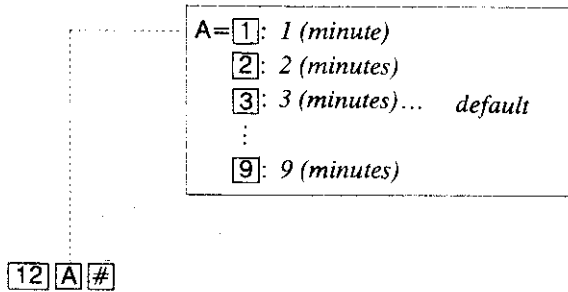 A=1: 1 (minute)
2: 2 (minutes)
3: 3 (minutes)... default
⋮
9: 9 (minutes)
12 A #